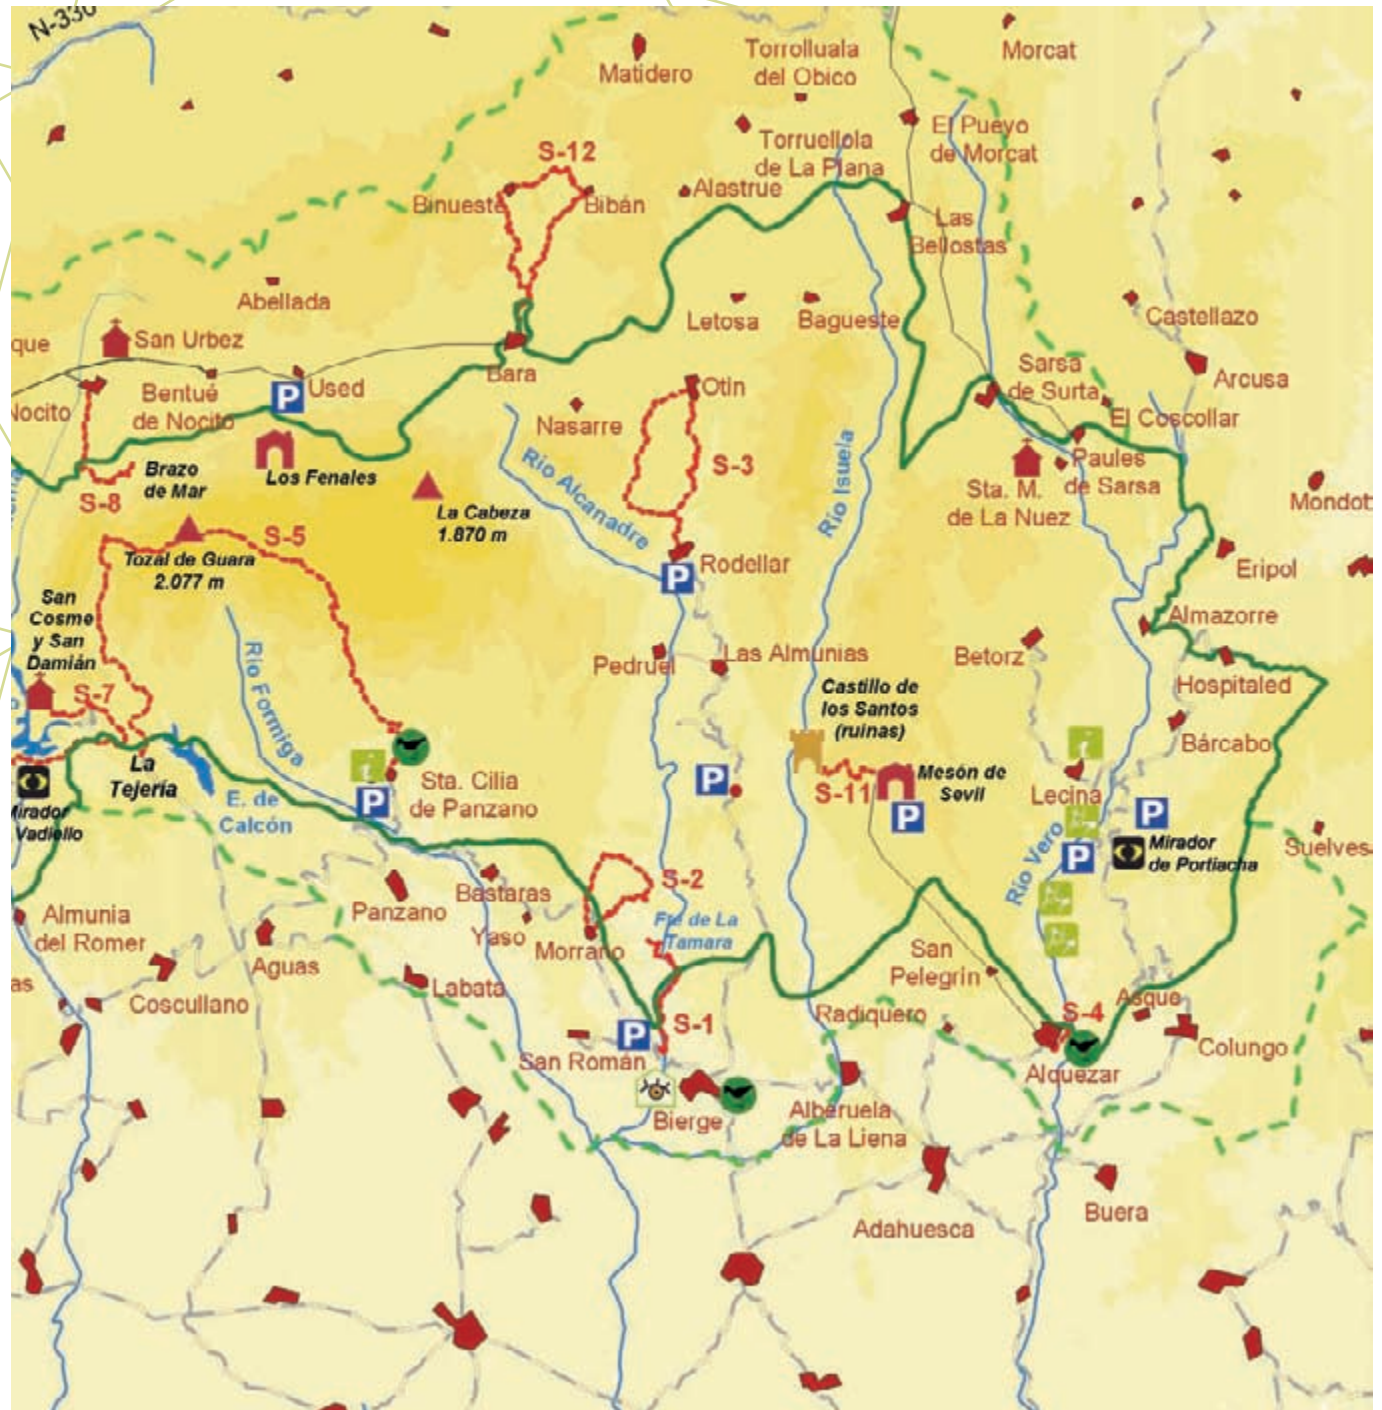 N-330
Matidero
Torrolluala
del Obico
Morcat
El Pueyo
de Morcat
Torruellola
de La Plana
S-12
Binueste
Bibán
Alastrue
Las
Bellostas
Abellada
San Urbez
que
Letosa
Bagueste
Castellazo
Arcusa
Sarsa
de Surta
El Coscollar
Nocito
Bentué
de Nocito
P
Used
Bara
Otin
Nasarre
S-3
Río Isuela
Paules
de Sarsa
Sta. M.
de La Nuez
Brazo
de Mar
S-8
Los Fenales
La Cabeza
1.870 m
Río Alcanadre
S-5
Tozal de Guara
2.077 m
P
Rodellar
Eripol
Almazorre
San
Cosme
y San
Damián
S-7
Río Formiga
Pedruel
Las Almunias
Betorz
Hospitaled
Castillo de
los Santos
(ruinas)
Bárcabo
La
Tejería
i
Sta. Cilia
de Panzano
P
P
S-11
Mesón de
Sevil
P
i
Lecina
P
Mirador
de Portiacha
P
Río Vero
Suelves
E. de
Calcón
Bastaras
Panzano
Yaso
Morrano
S-2
Fte de La
Tamara
Almunia
del Romer
as
Aguas
Coscullano
Labata
San
Pelegrín
Radiquero
S-4
Asque
Colungo
Alquezar
P
S-1
San Román
Bierge
Alberuela
de La Liena
Adahuesca
Buera